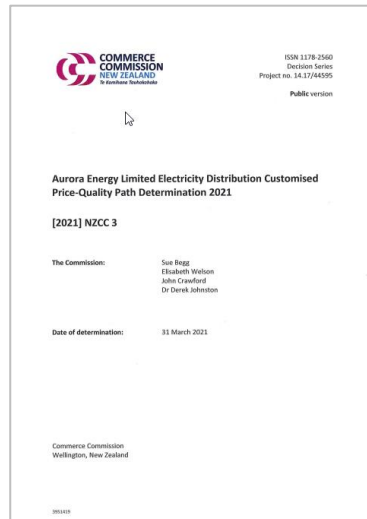 COMMERCE
COMMISSION
NEW ZEALAND
Te Komihana Tauhokohoko
ISSN 1178-2560
Decision Series
Project no. 14.17/44595
Public version
Aurora Energy Limited Electricity Distribution Customised
Price-Quality Path Determination 2021
[2021] NZCC 3
The Commission:
Sue Begg
Elisabeth Welson
John Crawford
Dr Derek Johnston
Date of determination:
31 March 2021
Commerce Commission
Wellington, New Zealand
3951419